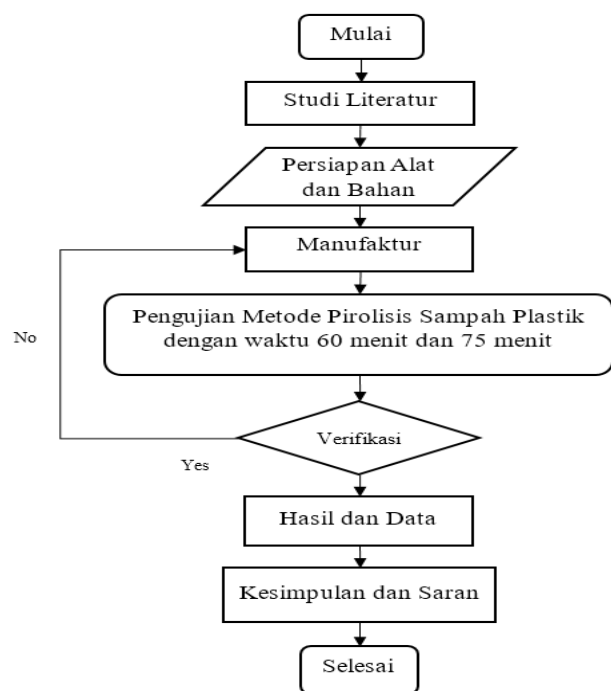 Mulai
Studi Literatur
Persiapan Alat
dan Bahan
Manufaktur
Pengujian Metode Pirolisis Sampah Plastik
dengan waktu 60 menit dan 75 menit
No
Verifikasi
Yes
Hasil dan Data
Kesimpulan dan Saran
Selesai